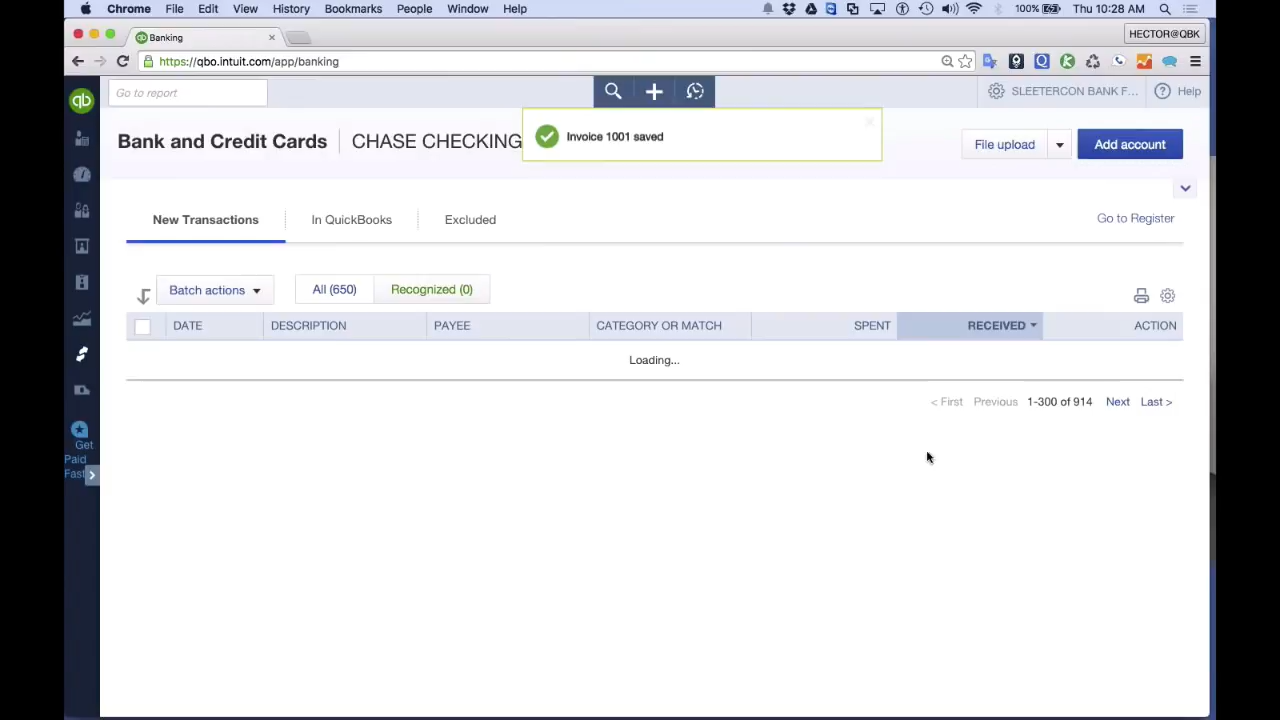 Chrome File Edit View History Bookmarks People Window Help 100% Thu 10:28 AM
Banking HECTOR@QBK
https://qbo.intuit.com/app/banking
qb Go to report SLEETERCON BANK F... Help
Invoice 1001 saved
Bank and Credit Cards CHASE CHECKING File upload Add account
New Transactions In QuickBooks Excluded Go to Register
Batch actions All (650) Recognized (0)
DATE DESCRIPTION PAYEE CATEGORY OR MATCH SPENT RECEIVED ACTION
Loading...
< First Previous 1-300 of 914 Next Last >
Get
Paid
Fast